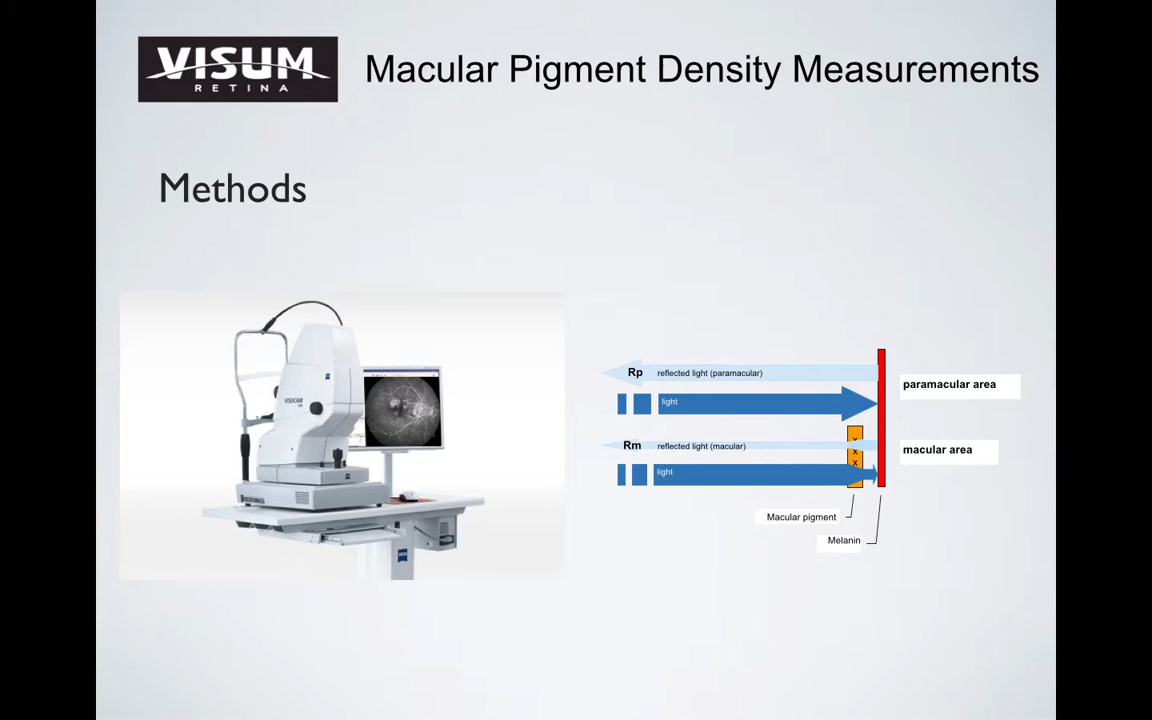 VISUM
RETINA
Macular Pigment Density Measurements
Methods
VISUCAM
Rp reflected light (paramacular)
light
paramacular area
Rm reflected light (macular)
light
macular area
x
x
x
Macular pigment
Melanin